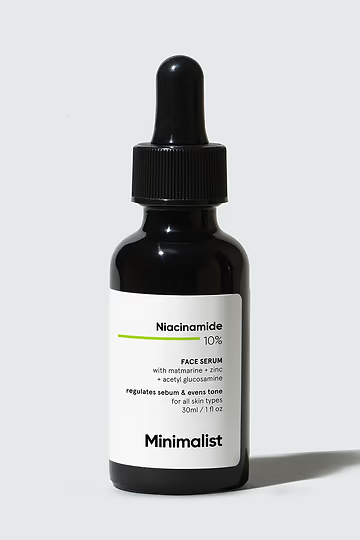 Niacinamide
10%
FACE SERUM
with matmarine + zinc
+ acetyl glucosamine
regulates sebum & evens tone
for all skin types
30ml / 1 fl oz
Minimalist